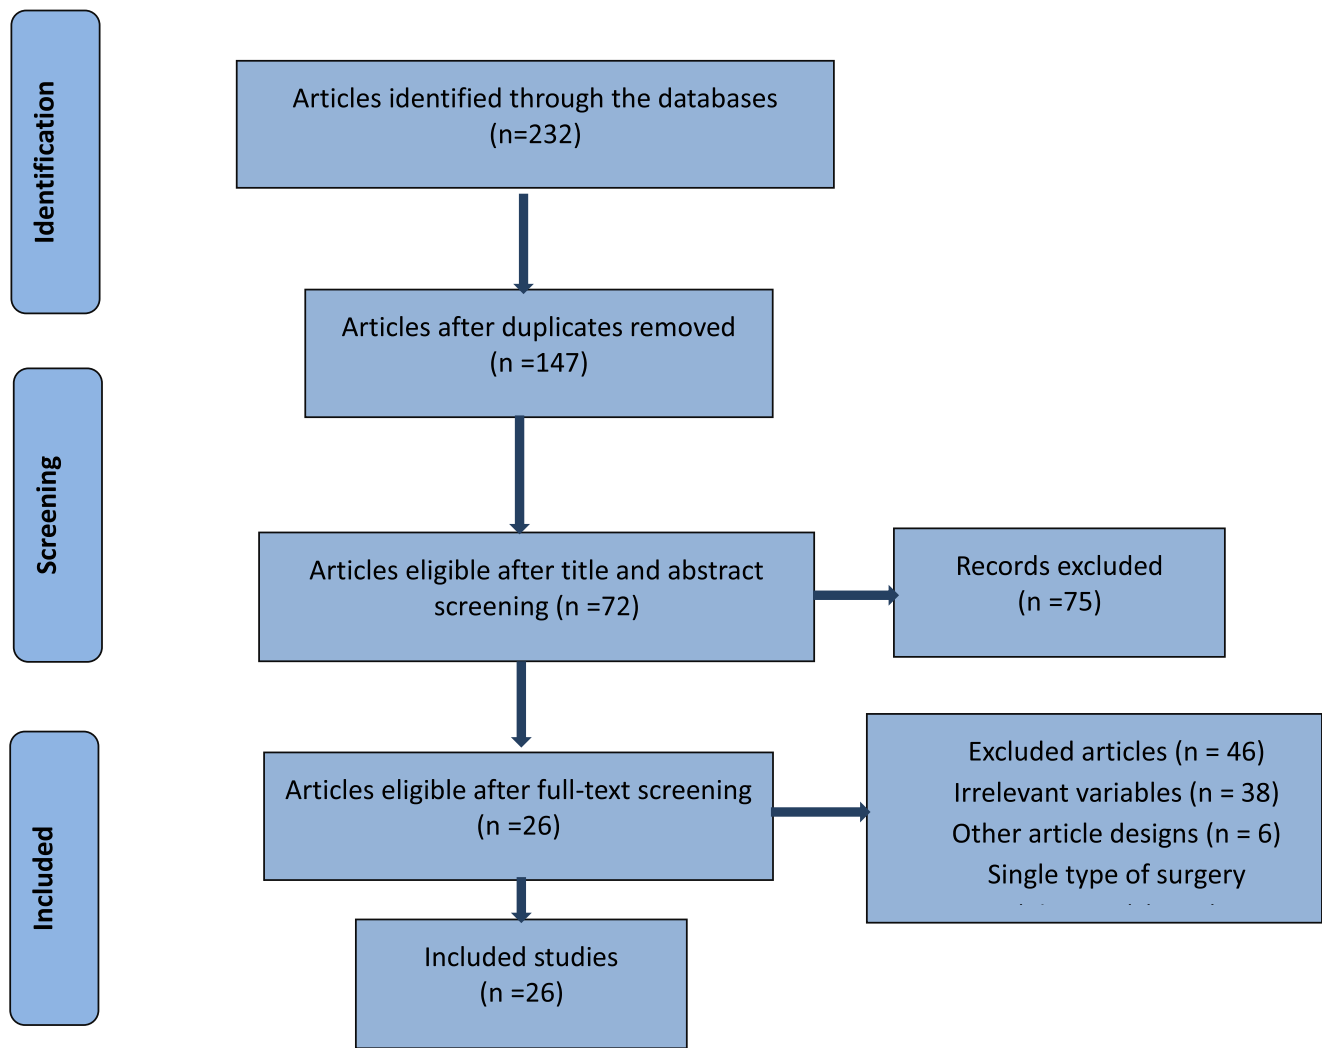 Identification
Articles identified through the databases
(n=232)
Articles after duplicates removed
(n =147)
Screening
Articles eligible after title and abstract
screening (n =72)
Records excluded
(n =75)
Included
Articles eligible after full-text screening
(n =26)
Excluded articles (n = 46)
Irrelevant variables (n = 38)
Other article designs (n = 6)
Single type of surgery
Included studies
(n =26)